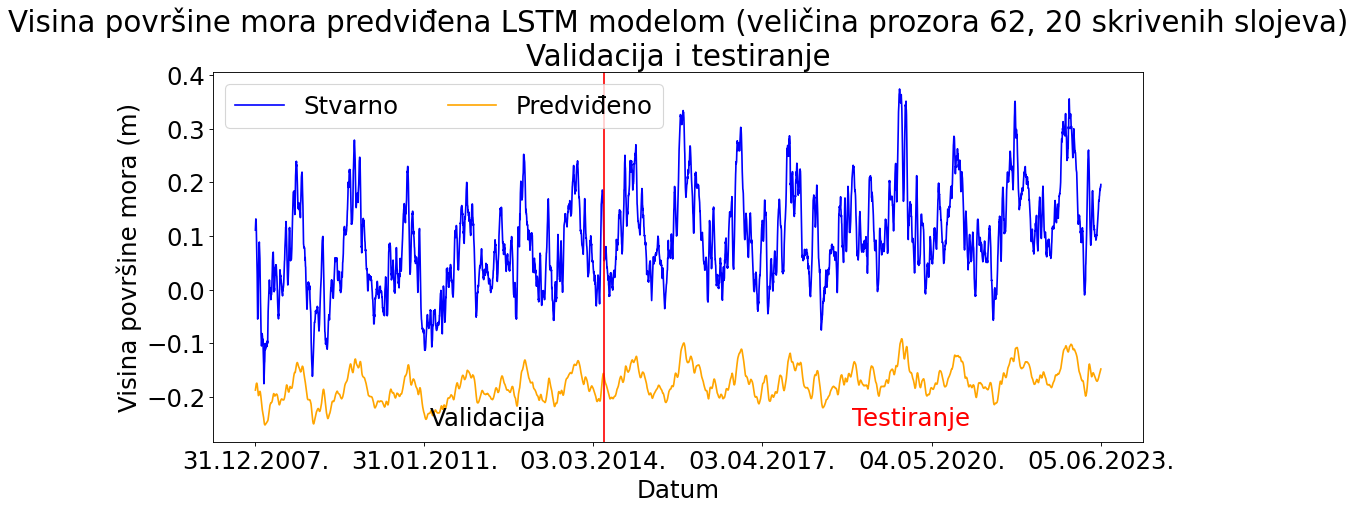 Visina površine mora predviđena LSTM modelom (veličina prozora 62, 20 skrivenih slojeva)
Validacija i testiranje
Stvarno
Predviđeno
Visina površine mora (m)
0.4
0.3
0.2
0.1
0.0
−0.1
−0.2
Validacija
Testiranje
31.12.2007.
31.01.2011.
03.03.2014.
03.04.2017.
04.05.2020.
05.06.2023.
Datum